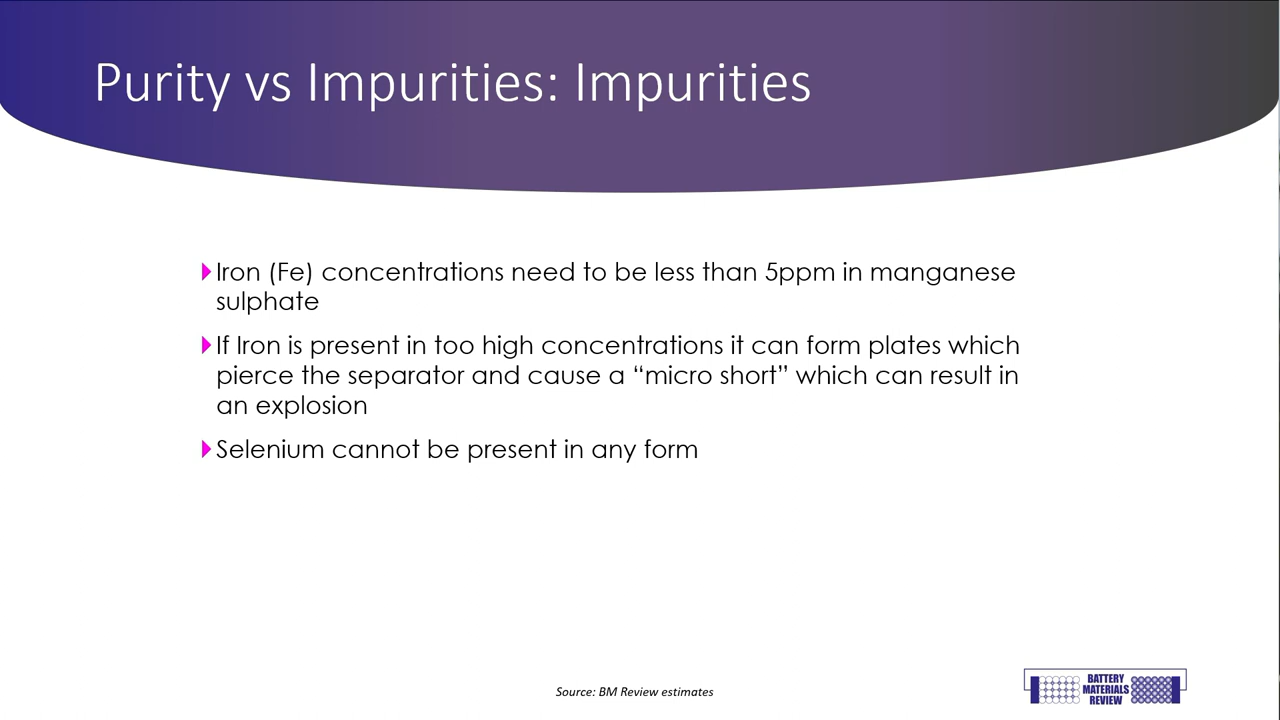 Purity vs Impurities: Impurities
Iron (Fe) concentrations need to be less than 5ppm in manganese
sulphate
If Iron is present in too high concentrations it can form plates which
pierce the separator and cause a “micro short” which can result in
an explosion
Selenium cannot be present in any form
Source: BM Review estimates
BATTERY
MATERIALS
REVIEW